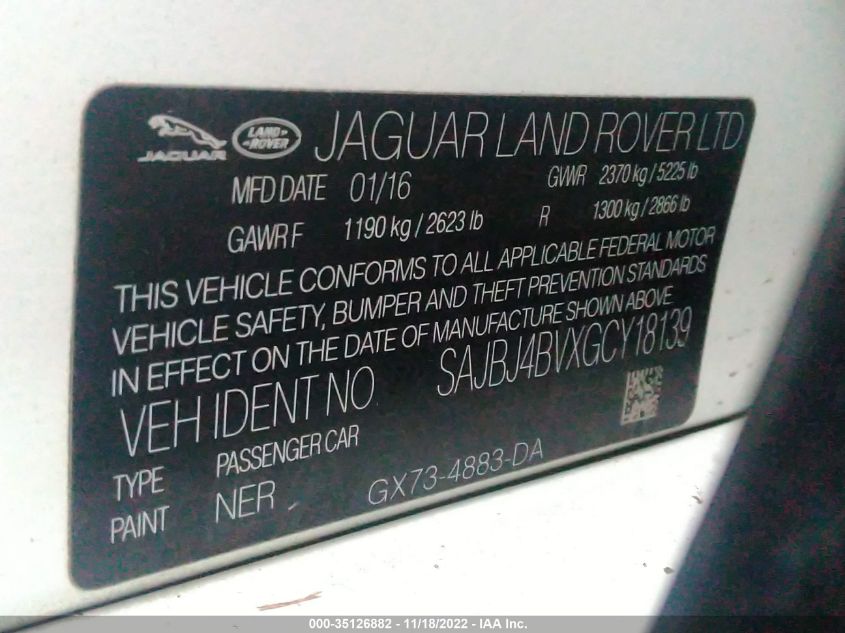 JAGUAR LAND-ROVER JAGUAR LAND ROVER LTD
MFD DATE 01/16 GVWR 2370 kg / 5225 lb
GAWR F 1190 kg / 2623 lb R 1300 kg / 2866 lb
THIS VEHICLE CONFORMS TO ALL APPLICABLE FEDERAL MOTOR
VEHICLE SAFETY, BUMPER AND THEFT PREVENTION STANDARDS
IN EFFECT ON THE DATE OF MANUFACTURE SHOWN ABOVE
VEH IDENT NO. SAJBJ4BVXGCY18139
TYPE PASSENGER CAR
PAINT NER GX73-4883-DA
000-35126882 - 11/18/2022 - IAA Inc.